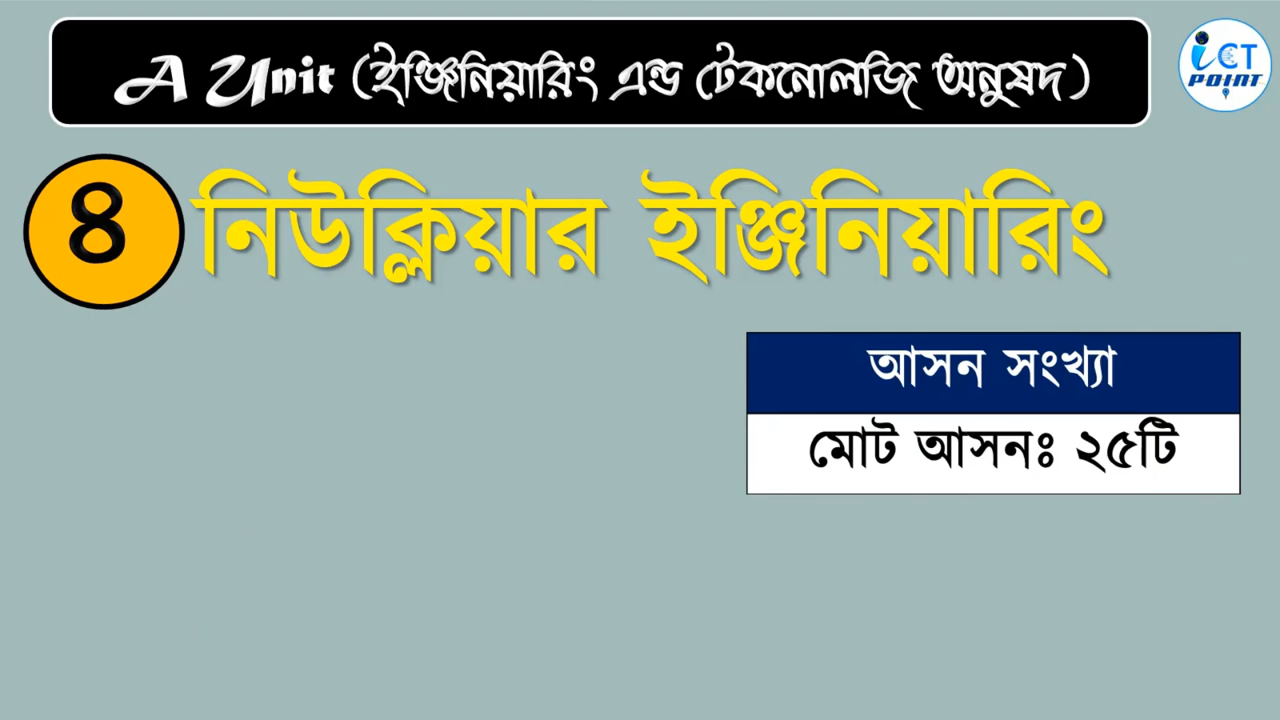 A Unit (ইঞ্জিনিয়ারিং এন্ড টেকনোলজি অনুষদ)
iCT
POINT
৪ নিউক্লিয়ার ইঞ্জিনিয়ারিং
আসন সংখ্যা
মোট আসনঃ ২৫টি